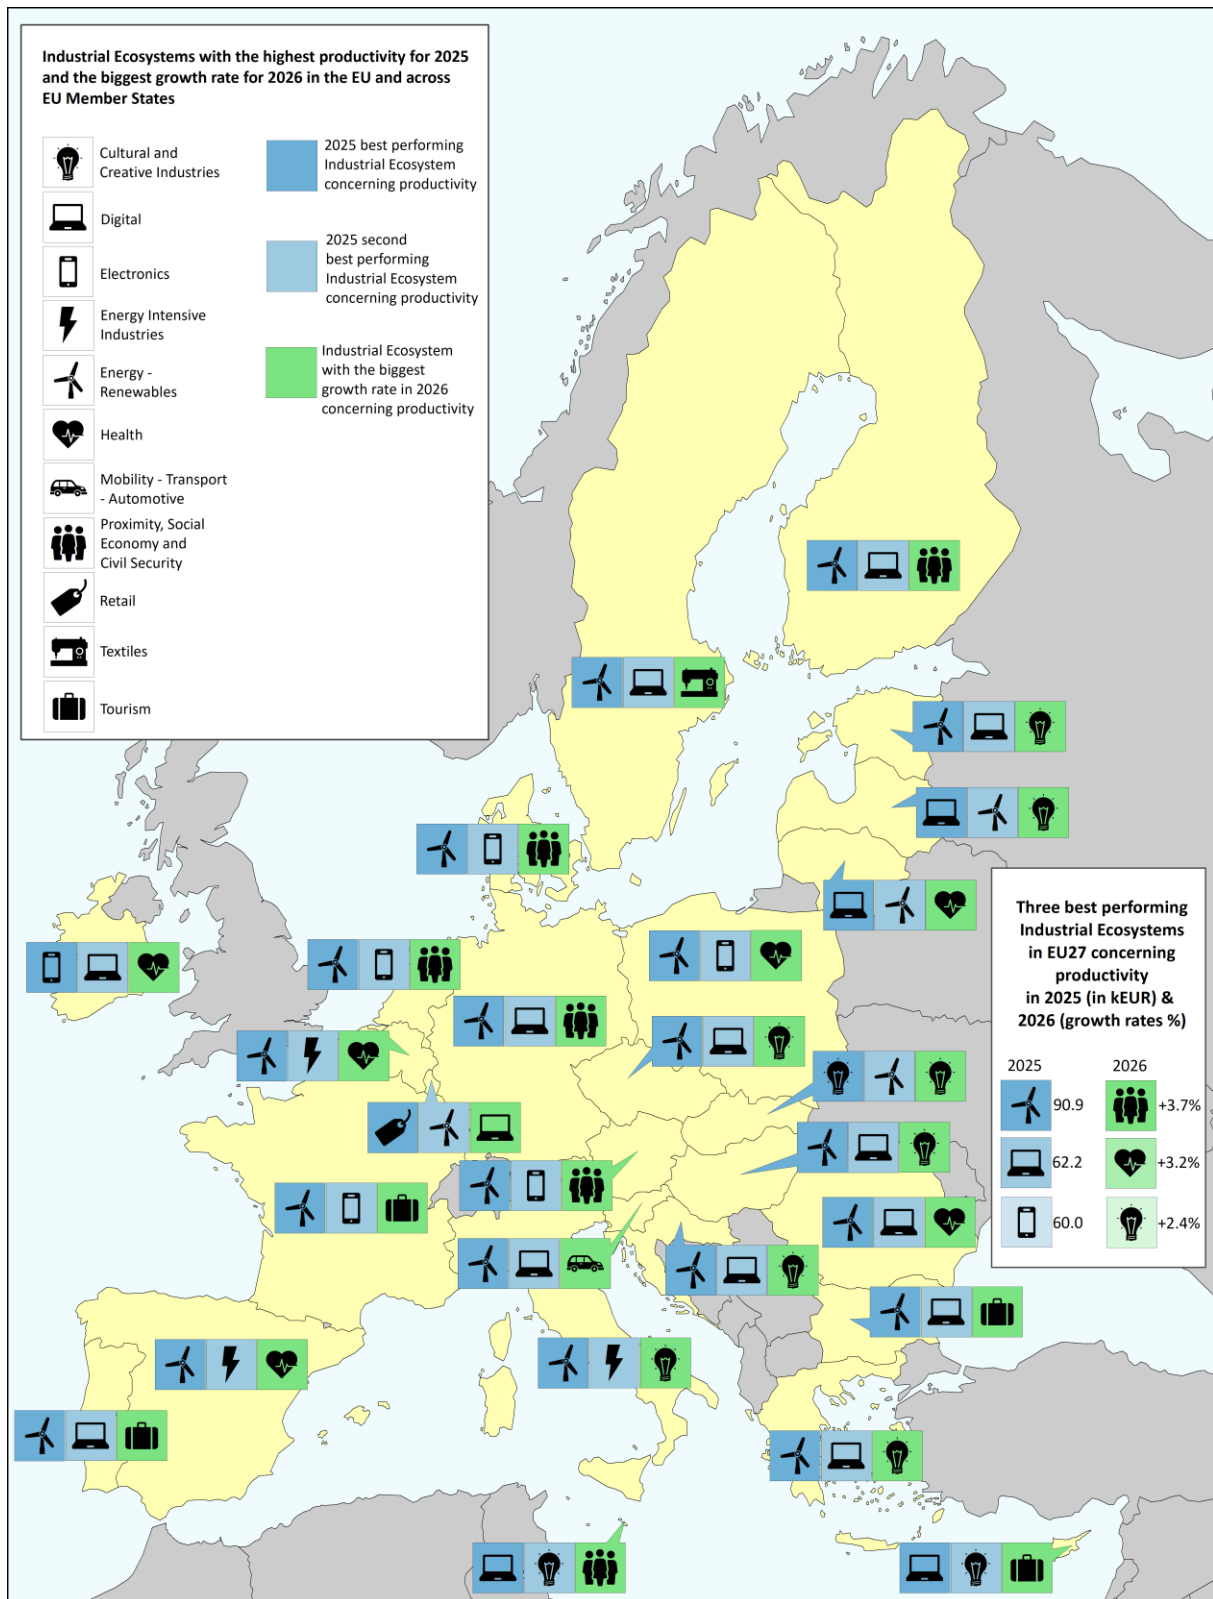 Industrial Ecosystems with the highest productivity for 2025
and the biggest growth rate for 2026 in the EU and across
EU Member States
Cultural and
Creative Industries
Digital
Electronics
Energy Intensive
Industries
Energy -
Renewables
Health
Mobility - Transport
- Automotive
Proximity, Social
Economy and
Civil Security
Retail
Textiles
Tourism
2025 best performing
Industrial Ecosystem
concerning productivity
2025 second
best performing
Industrial Ecosystem
concerning productivity
Industrial Ecosystem
with the biggest
growth rate in 2026
concerning productivity
Three best performing
Industrial Ecosystems
in EU27 concerning
productivity
in 2025 (in kEUR) &
2026 (growth rates %)
2025 2026
90.9 +3.7%
62.2 +3.2%
60.0 +2.4%